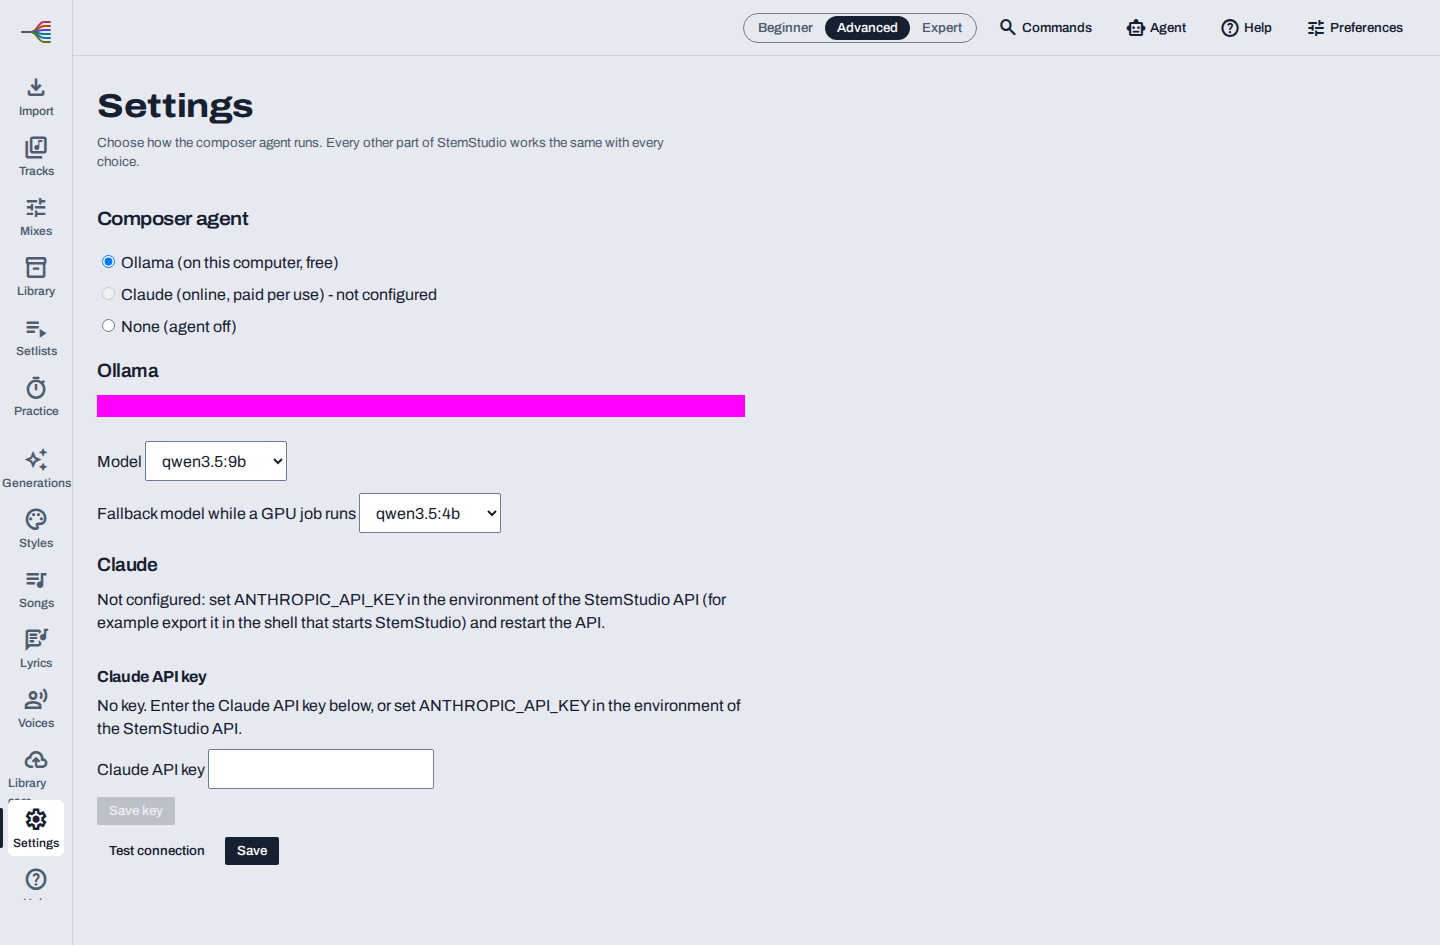 Beginner Advanced Expert Commands Agent Help Preferences
Import
Tracks
Mixes
Library
Setlists
Practice
Generations
Styles
Songs
Lyrics
Voices
Library
Settings
Settings
Choose how the composer agent runs. Every other part of StemStudio works the same with every
choice.
Composer agent
Ollama (on this computer, free)
Claude (online, paid per use) - not configured
None (agent off)
Ollama
Model qwen3.5:9b
Fallback model while a GPU job runs qwen3.5:4b
Claude
Not configured: set ANTHROPIC_API_KEY in the environment of the StemStudio API (for
example export it in the shell that starts StemStudio) and restart the API.
Claude API key
No key. Enter the Claude API key below, or set ANTHROPIC_API_KEY in the environment of
the StemStudio API.
Claude API key
Save key
Test connection Save